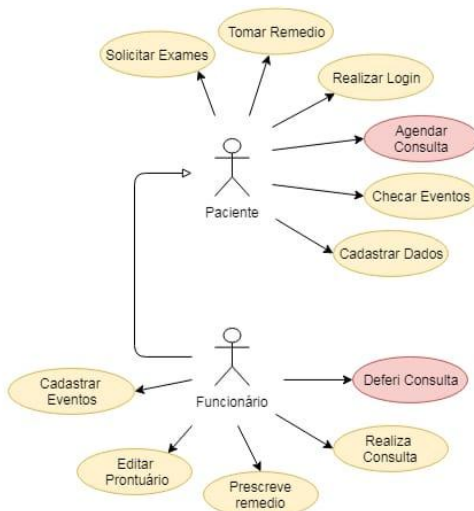 Tomar Remedio
Solicitar Exames
Realizar Login
Agendar
Consulta
Checar Eventos
Paciente
Cadastrar Dados
Deferi Consulta
Cadastrar
Eventos
Funcionário
Realiza
Consulta
Editar
Prontuário
Prescreve
remedio